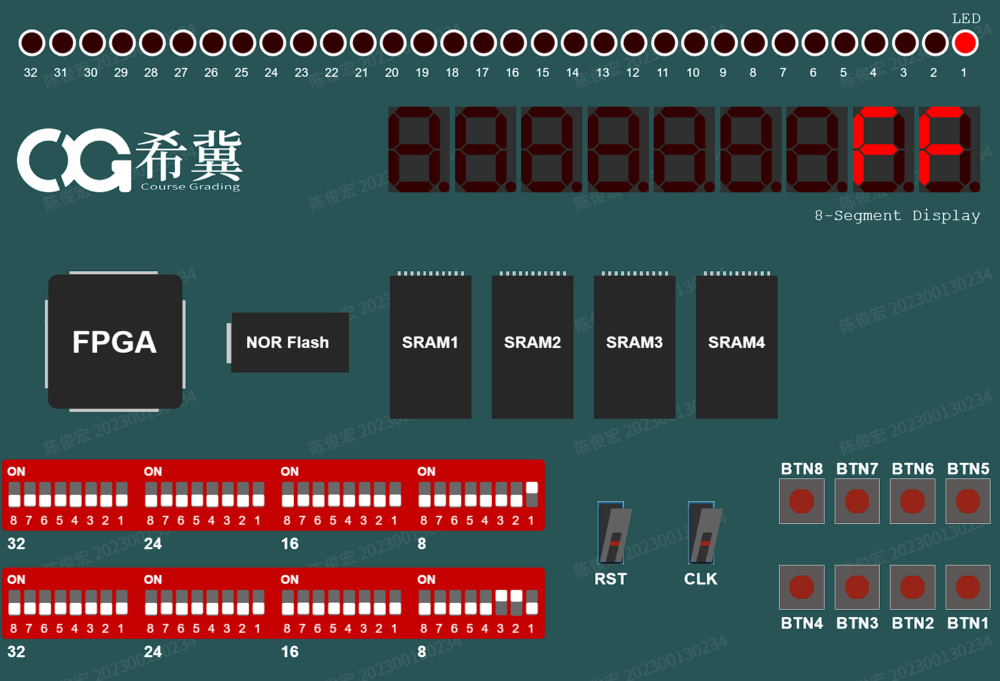 LED
32 31 30 29 28 27 26 25 24 23 22 21 20 19 18 17 16 15 14 13 12 11 10 9 8 7 6 5 4 3 2 1
CG 希冀
Course Grading
FF
8-Segment Display
FPGA
NOR Flash
SRAM1 SRAM2 SRAM3 SRAM4
ON ON ON ON
8 7 6 5 4 3 2 1 8 7 6 5 4 3 2 1 8 7 6 5 4 3 2 1 8 7 6 5 4 3 2 1
32 24 16 8
ON ON ON ON
8 7 6 5 4 3 2 1 8 7 6 5 4 3 2 1 8 7 6 5 4 3 2 1 8 7 6 5 4 3 2 1
32 24 16 8
RST CLK
BTN8 BTN7 BTN6 BTN5
BTN4 BTN3 BTN2 BTN1
陈俊宏 202300130234